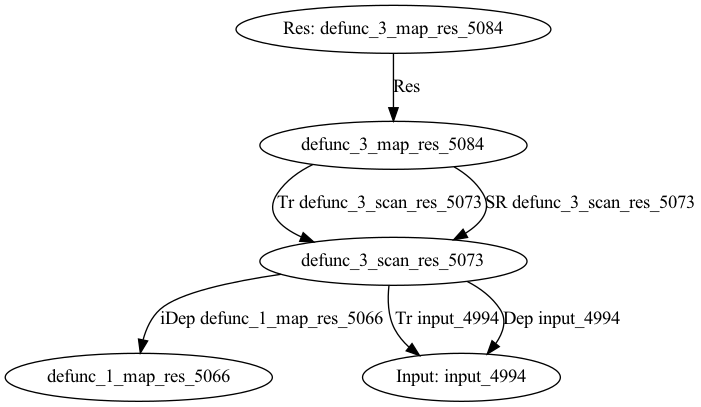 Res: defunc_3_map_res_5084
Res
defunc_3_map_res_5084
Tr defunc_3_scan_res_5073
SR defunc_3_scan_res_5073
defunc_3_scan_res_5073
iDep defunc_1_map_res_5066
Tr input_4994
Dep input_4994
defunc_1_map_res_5066
Input: input_4994